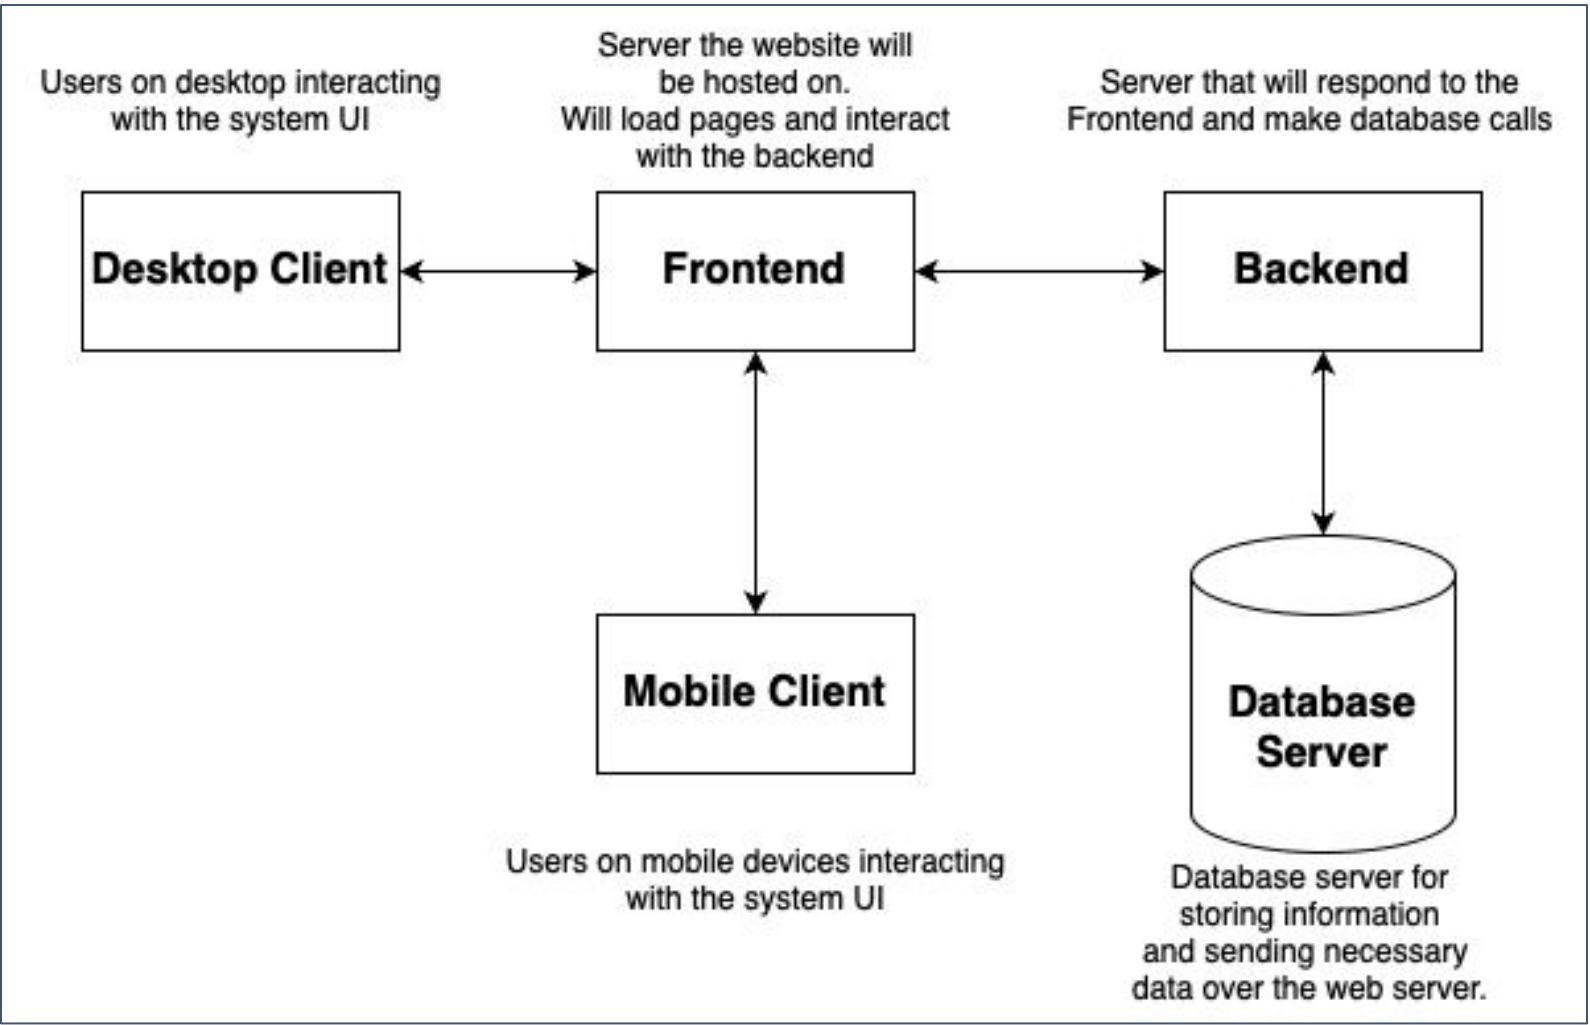 Users on desktop interacting
with the system UI
Server the website will
be hosted on.
Will load pages and interact
with the backend
Server that will respond to the
Frontend and make database calls
Desktop Client
Frontend
Backend
Mobile Client
Users on mobile devices interacting
with the system UI
Database
Server
Database server for
storing information
and sending necessary
data over the web server.